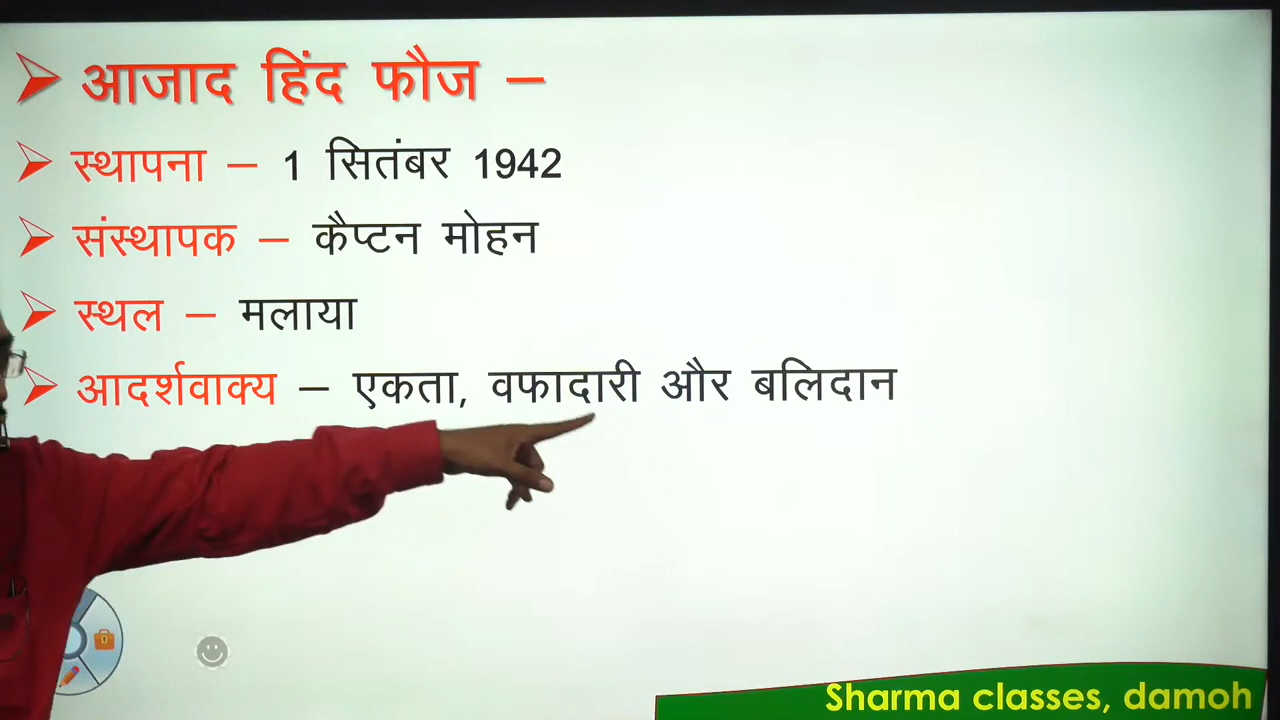 आजाद हिंद फौज –
स्थापना – 1 सितंबर 1942
संस्थापक – कैप्टन मोहन
स्थल – मलाया
आदर्शवाक्य – एकता, वफादारी और बलिदान
Sharma classes, damoh